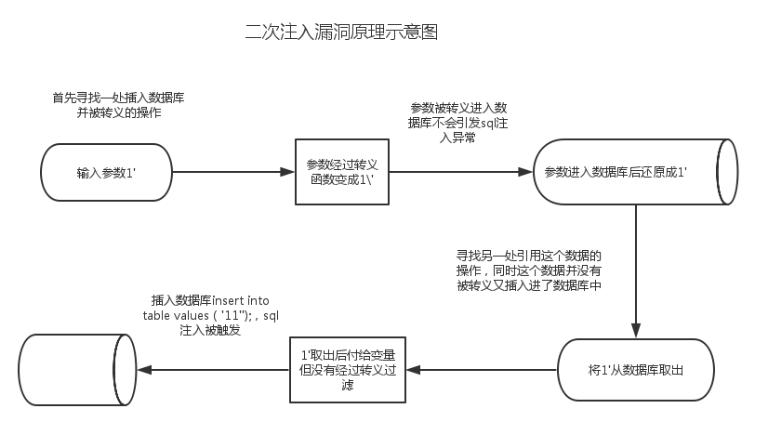 二次注入漏洞原理示意图
首先寻找一处插入数据库
并被转义的操作
参数被转义进入数
据库不会引发sql注
入异常
输入参数1'
参数经过转义
函数变成1\'
参数进入数据库后还原成1'
寻找另一处引用这个数据的
操作，同时这个数据并没有
被转义又插入进了数据库中
插入数据库insert into
table values（'11''）;，sql
注入被触发
1'取出后付给变量
但没有经过转义过
滤
将1'从数据库取出